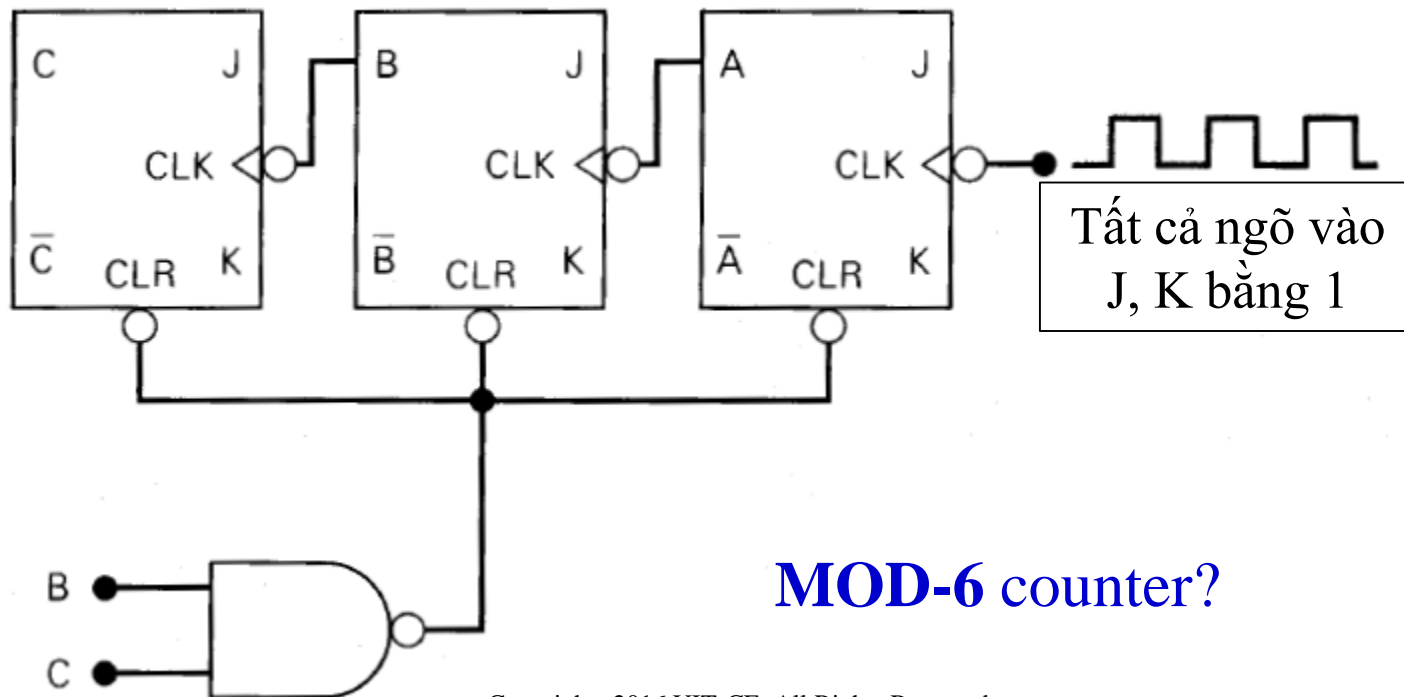 C J B J A J
CLK CLK CLK
C̅ CLR K B̅ CLR K A̅ CLR K
Tất cả ngõ vào
J, K bằng 1
B
C
MOD-6 counter?